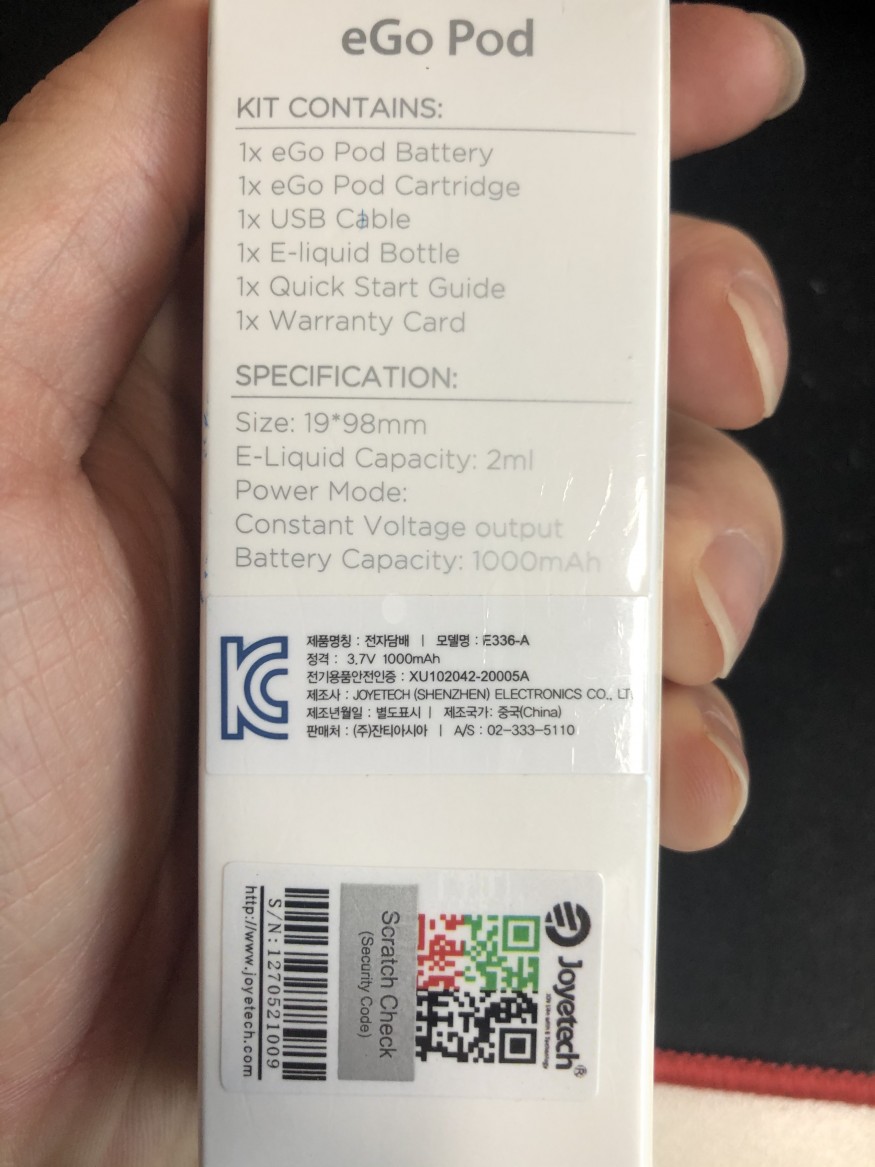 eGo Pod
KIT CONTAINS:
1x eGo Pod Battery
1x eGo Pod Cartridge
1x USB Cable
1x E-liquid Bottle
1x Quick Start Guide
1x Warranty Card
SPECIFICATION:
Size: 19*98mm
E-Liquid Capacity: 2ml
Power Mode:
Constant Voltage output
Battery Capacity: 1000mAh
제품명칭 : 전자담배 | 모델명 : E336-A
정격 : 3.7V 1000mAh
전기용품안전인증 : XU102042-20005A
제조사 : JOYETECH (SHENZHEN) ELECTRONICS CO., LT
제조년월일 : 별도표시 | 제조국가: 중국(China)
판매처 : (주)잔티아시아 | A/S : 02-333-5110
Joyetech®
Scratch Check
(Security Code)
S/N:1270521009
http://www.joyetech.com